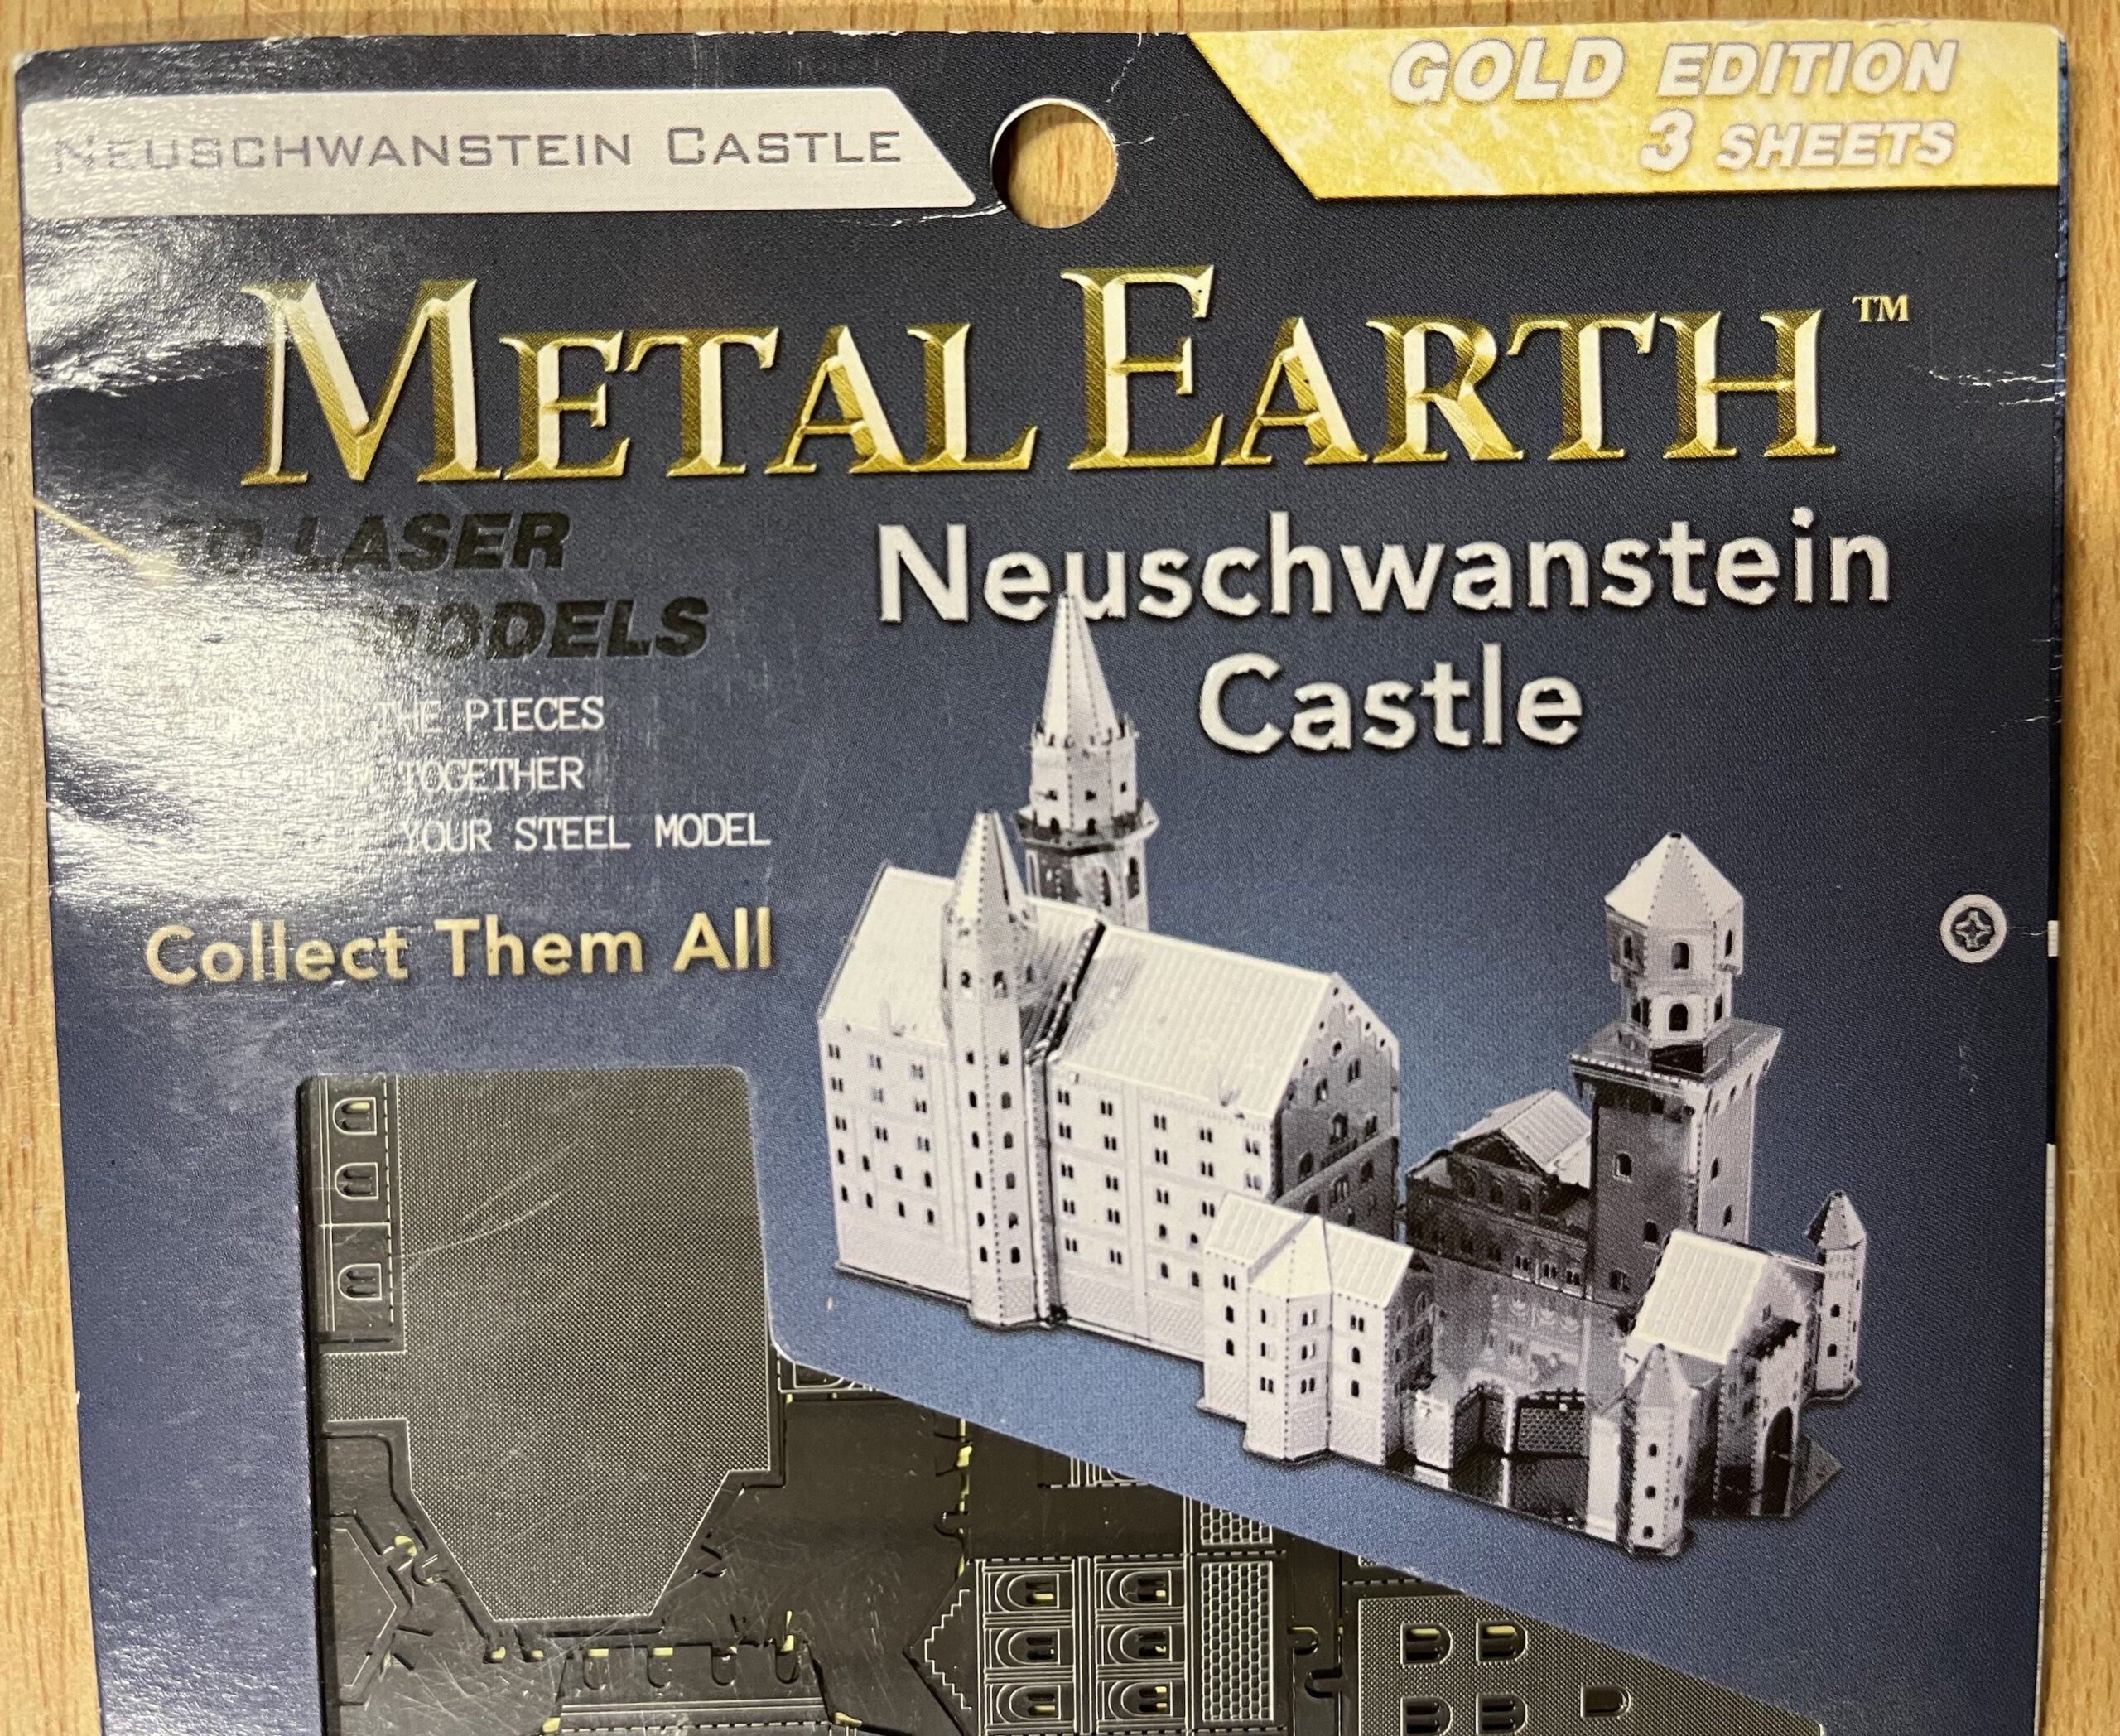 NEUSCHWANSTEIN CASTLE
GOLD EDITION
3 SHEETS
METAL EARTH™
3D LASER
MODELS
THE PIECES
TOGETHER
YOUR STEEL MODEL
Collect Them All
Neuschwanstein
Castle